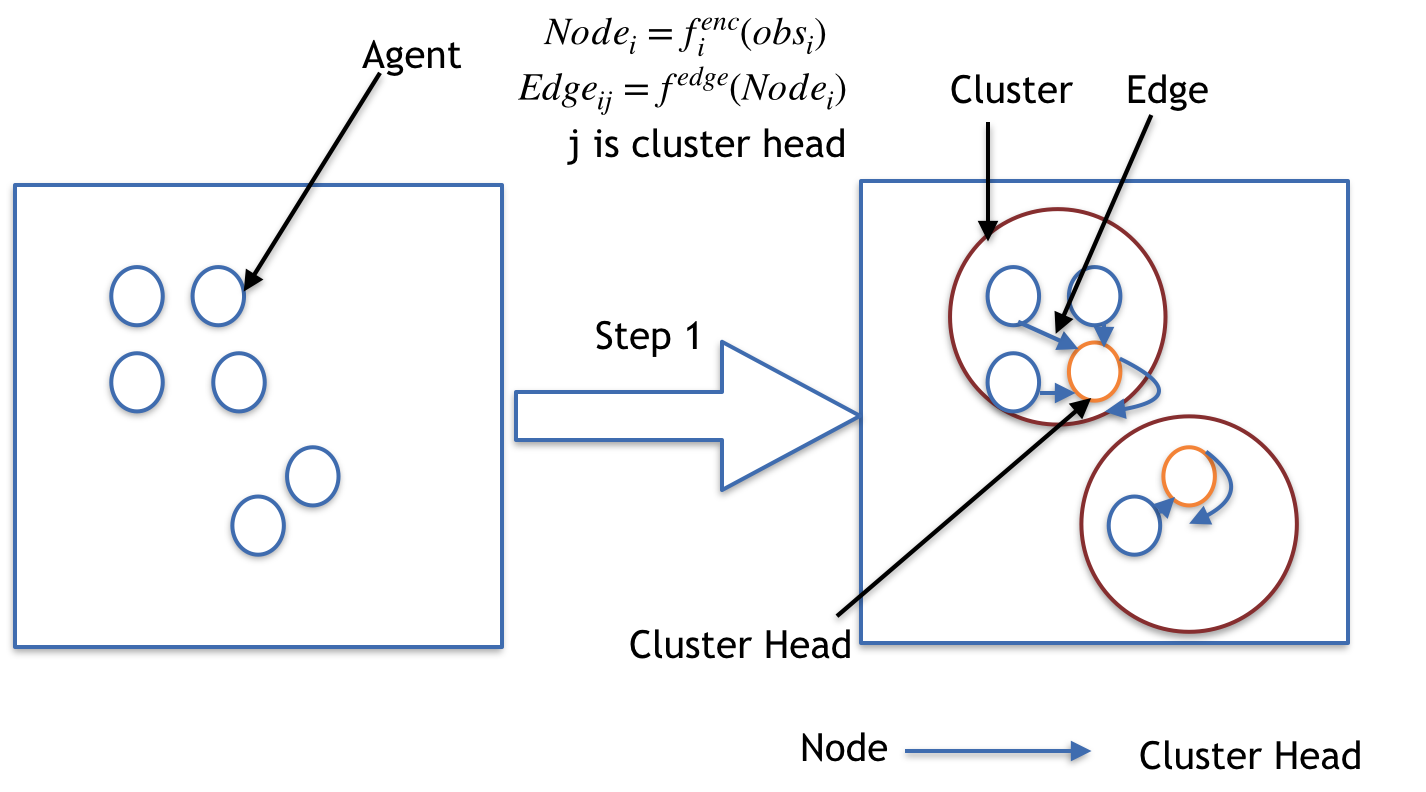 Agent
Node_i = f_i^{enc}(obs_i)
Edge_{ij} = f^{edge}(Node_i)
j is cluster head
Cluster
Edge
Step 1
Cluster Head
Node
Cluster Head